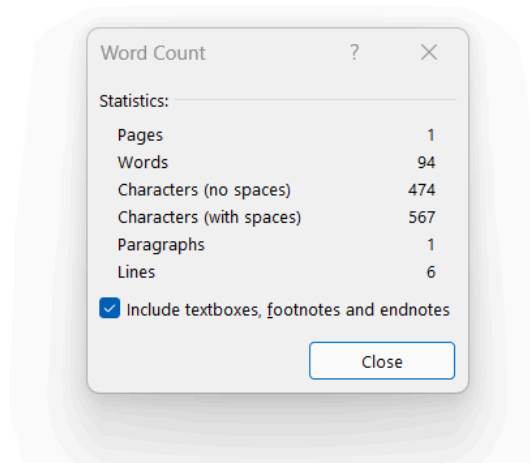 Word Count ?
Statistics:
Pages 1
Words 94
Characters (no spaces) 474
Characters (with spaces) 567
Paragraphs 1
Lines 6
Include textboxes, footnotes and endnotes
Close